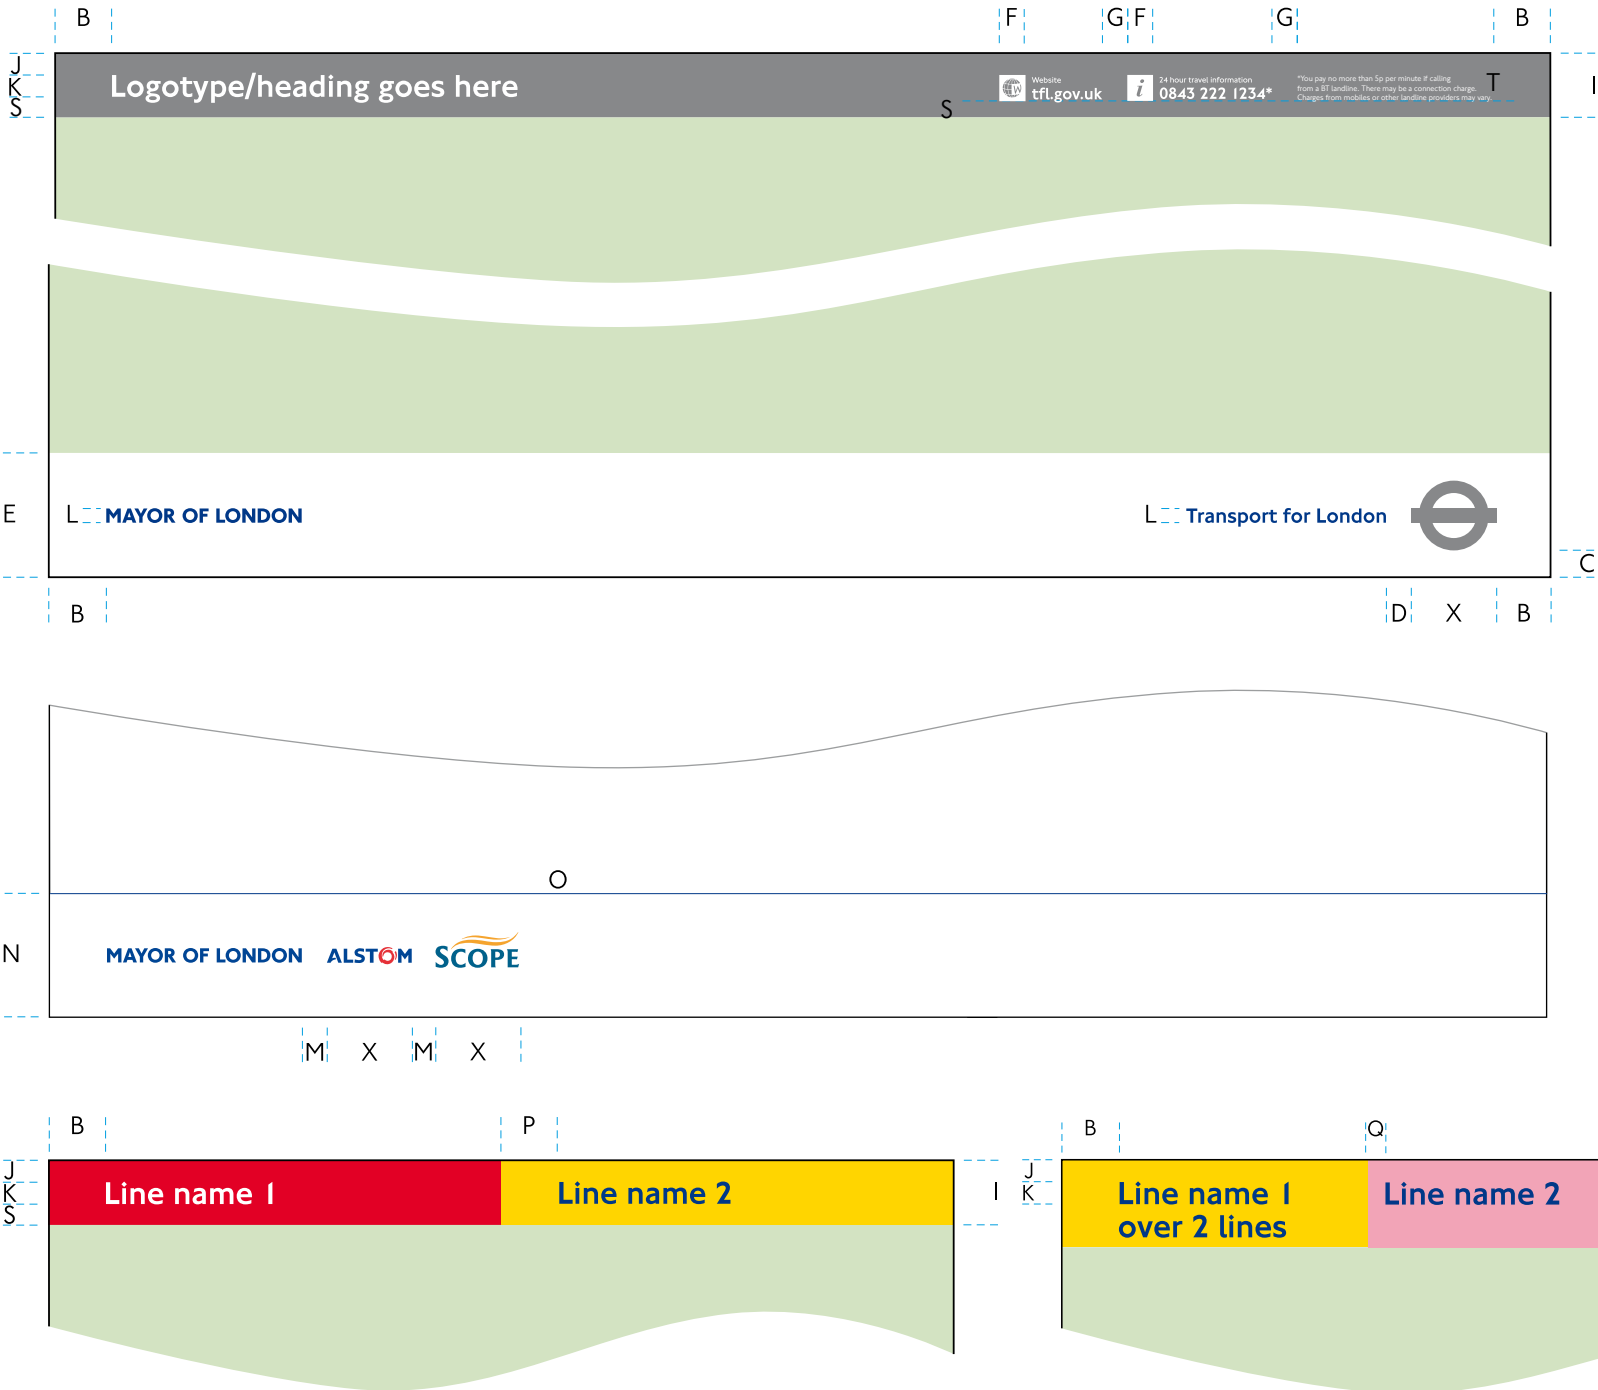 B F G F G B
J
K
S
Logotype/heading goes here
Website
tfl.gov.uk
24 hour travel information
0843 222 1234*
*You pay no more than 5p per minute if calling
from a BT landline. There may be a connection charge.
Charges from mobiles or other landline providers may vary.
T
I
S
E
L MAYOR OF LONDON
L Transport for London
C
B D X B
O
N
MAYOR OF LONDON ALSTOM SCOPE
M X M X
B P
J
K
S
Line name 1
Line name 2
I
B Q
J
K
Line name 1
over 2 lines
Line name 2